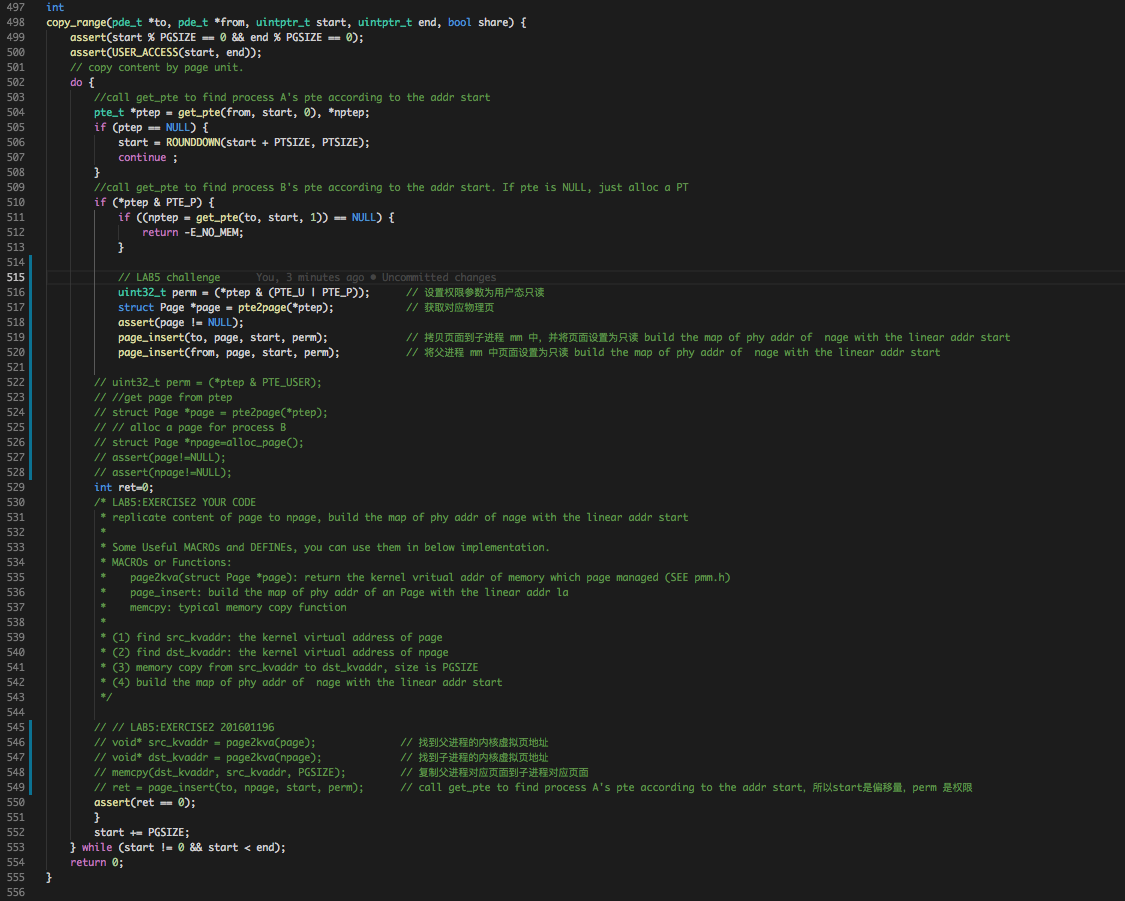 497 int
498 copy_range(pde_t *to, pde_t *from, uintptr_t start, uintptr_t end, bool share) {
499     assert(start % PGSIZE == 0 && end % PGSIZE == 0);
500     assert(USER_ACCESS(start, end));
501     // copy content by page unit.
502     do {
503         //call get_pte to find process A's pte according to the addr start
504         pte_t *ptep = get_pte(from, start, 0), *nptep;
505         if (ptep == NULL) {
506             start = ROUNDDOWN(start + PTSIZE, PTSIZE);
507             continue ;
508         }
509         //call get_pte to find process B's pte according to the addr start. If pte is NULL, just alloc a PT
510         if (*ptep & PTE_P) {
511             if ((nptep = get_pte(to, start, 1)) == NULL) {
512                 return -E_NO_MEM;
513             }
514
515             // LAB5 challenge      You, 3 minutes ago • Uncommitted changes
516             uint32_t perm = (*ptep & (PTE_U | PTE_P));      // 设置权限参数为用户态只读
517             struct Page *page = pte2page(*ptep);            // 获取对应物理页
518             assert(page != NULL);
519             page_insert(to, page, start, perm);             // 拷贝页面到子进程 mm 中，并将页面设置为只读 build the map of phy addr of  nage with the linear addr start
520             page_insert(from, page, start, perm);           // 将父进程 mm 中页面设置为只读 build the map of phy addr of  nage with the linear addr start
521
522         // uint32_t perm = (*ptep & PTE_USER);
523         // //get page from ptep
524         // struct Page *page = pte2page(*ptep);
525         // // alloc a page for process B
526         // struct Page *npage=alloc_page();
527         // assert(page!=NULL);
528         // assert(npage!=NULL);
529         int ret=0;
530         /* LAB5:EXERCISE2 YOUR CODE
531          * replicate content of page to npage, build the map of phy addr of nage with the linear addr start
532          *
533          * Some Useful MACROs and DEFINEs, you can use them in below implementation.
534          * MACROs or Functions:
535          *    page2kva(struct Page *page): return the kernel vritual addr of memory which page managed (SEE pmm.h)
536          *    page_insert: build the map of phy addr of an Page with the linear addr la
537          *    memcpy: typical memory copy function
538          *
539          * (1) find src_kvaddr: the kernel virtual address of page
540          * (2) find dst_kvaddr: the kernel virtual address of npage
541          * (3) memory copy from src_kvaddr to dst_kvaddr, size is PGSIZE
542          * (4) build the map of phy addr of  nage with the linear addr start
543          */
544
545         // // LAB5:EXERCISE2 201601196
546         // void* src_kvaddr = page2kva(page);              // 找到父进程的内核虚拟页地址
547         // void* dst_kvaddr = page2kva(npage);             // 找到子进程的内核虚拟页地址
548         // memcpy(dst_kvaddr, src_kvaddr, PGSIZE);         // 复制父进程对应页面到子进程对应页面
549         // ret = page_insert(to, npage, start, perm);      // call get_pte to find process A's pte according to the addr start，所以start是偏移量，perm 是权限
550         assert(ret == 0);
551         }
552         start += PGSIZE;
553     } while (start != 0 && start < end);
554     return 0;
555 }
556